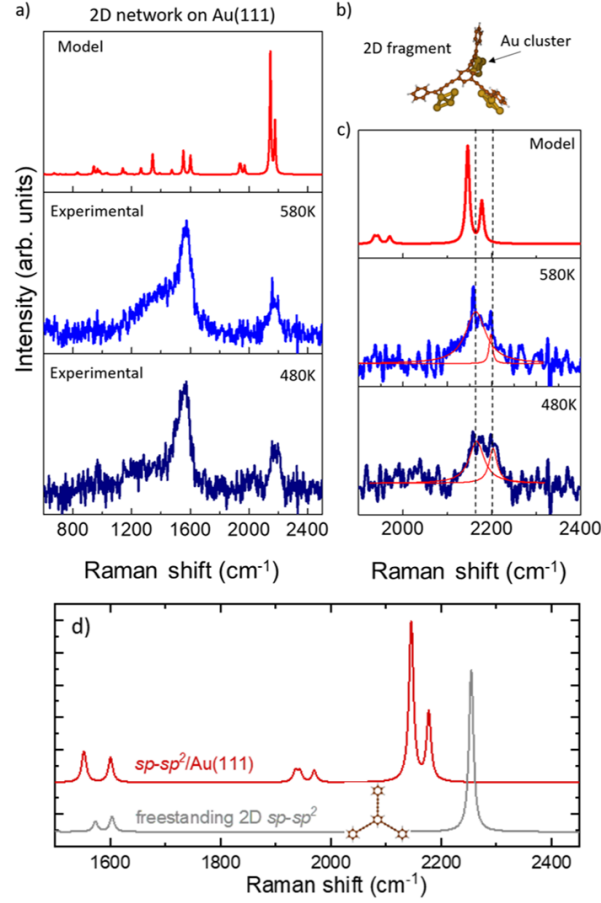 a)
2D network on Au(111)
Model
Experimental
580K
Experimental
480K
600 800 1200 1600 2000 2400
Raman shift (cm⁻¹)
Intensity (arb. units)
b)
2D fragment
Au cluster
c)
Model
580K
480K
2000 2200 2400
Raman shift (cm⁻¹)
d)
sp-sp²/Au(111)
freestanding 2D sp-sp²
1600 1800 2000 2200 2400
Raman shift (cm⁻¹)